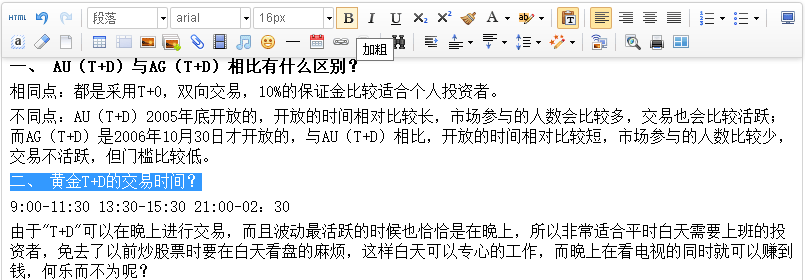 HTML 段落 arial 16px B I U
加粗
一、 AU（T+D）与AG（T+D）相比有什么区别？
相同点：都是采用T+0，双向交易，10%的保证金比较适合个人投资者。
不同点：AU（T+D）2005年底开放的，开放的时间相对比较长，市场参与的人数会比较多，交易也会比较活跃；
而AG（T+D）是2006年10月30日才开放的，与AU（T+D）相比，开放的时间相对比较短，市场参与的人数比较少，
交易不活跃，但门槛比较低。
二、 黄金T+D的交易时间？
9:00-11:30 13:30-15:30 21:00-02：30
由于"T+D"可以在晚上进行交易，而且波动最活跃的时候也恰恰是在晚上，所以非常适合平时白天需要上班的投
资者，免去了以前炒股票时要在白天看盘的麻烦，这样白天可以专心的工作，而晚上在看电视的同时就可以赚到
钱，何乐而不为呢？